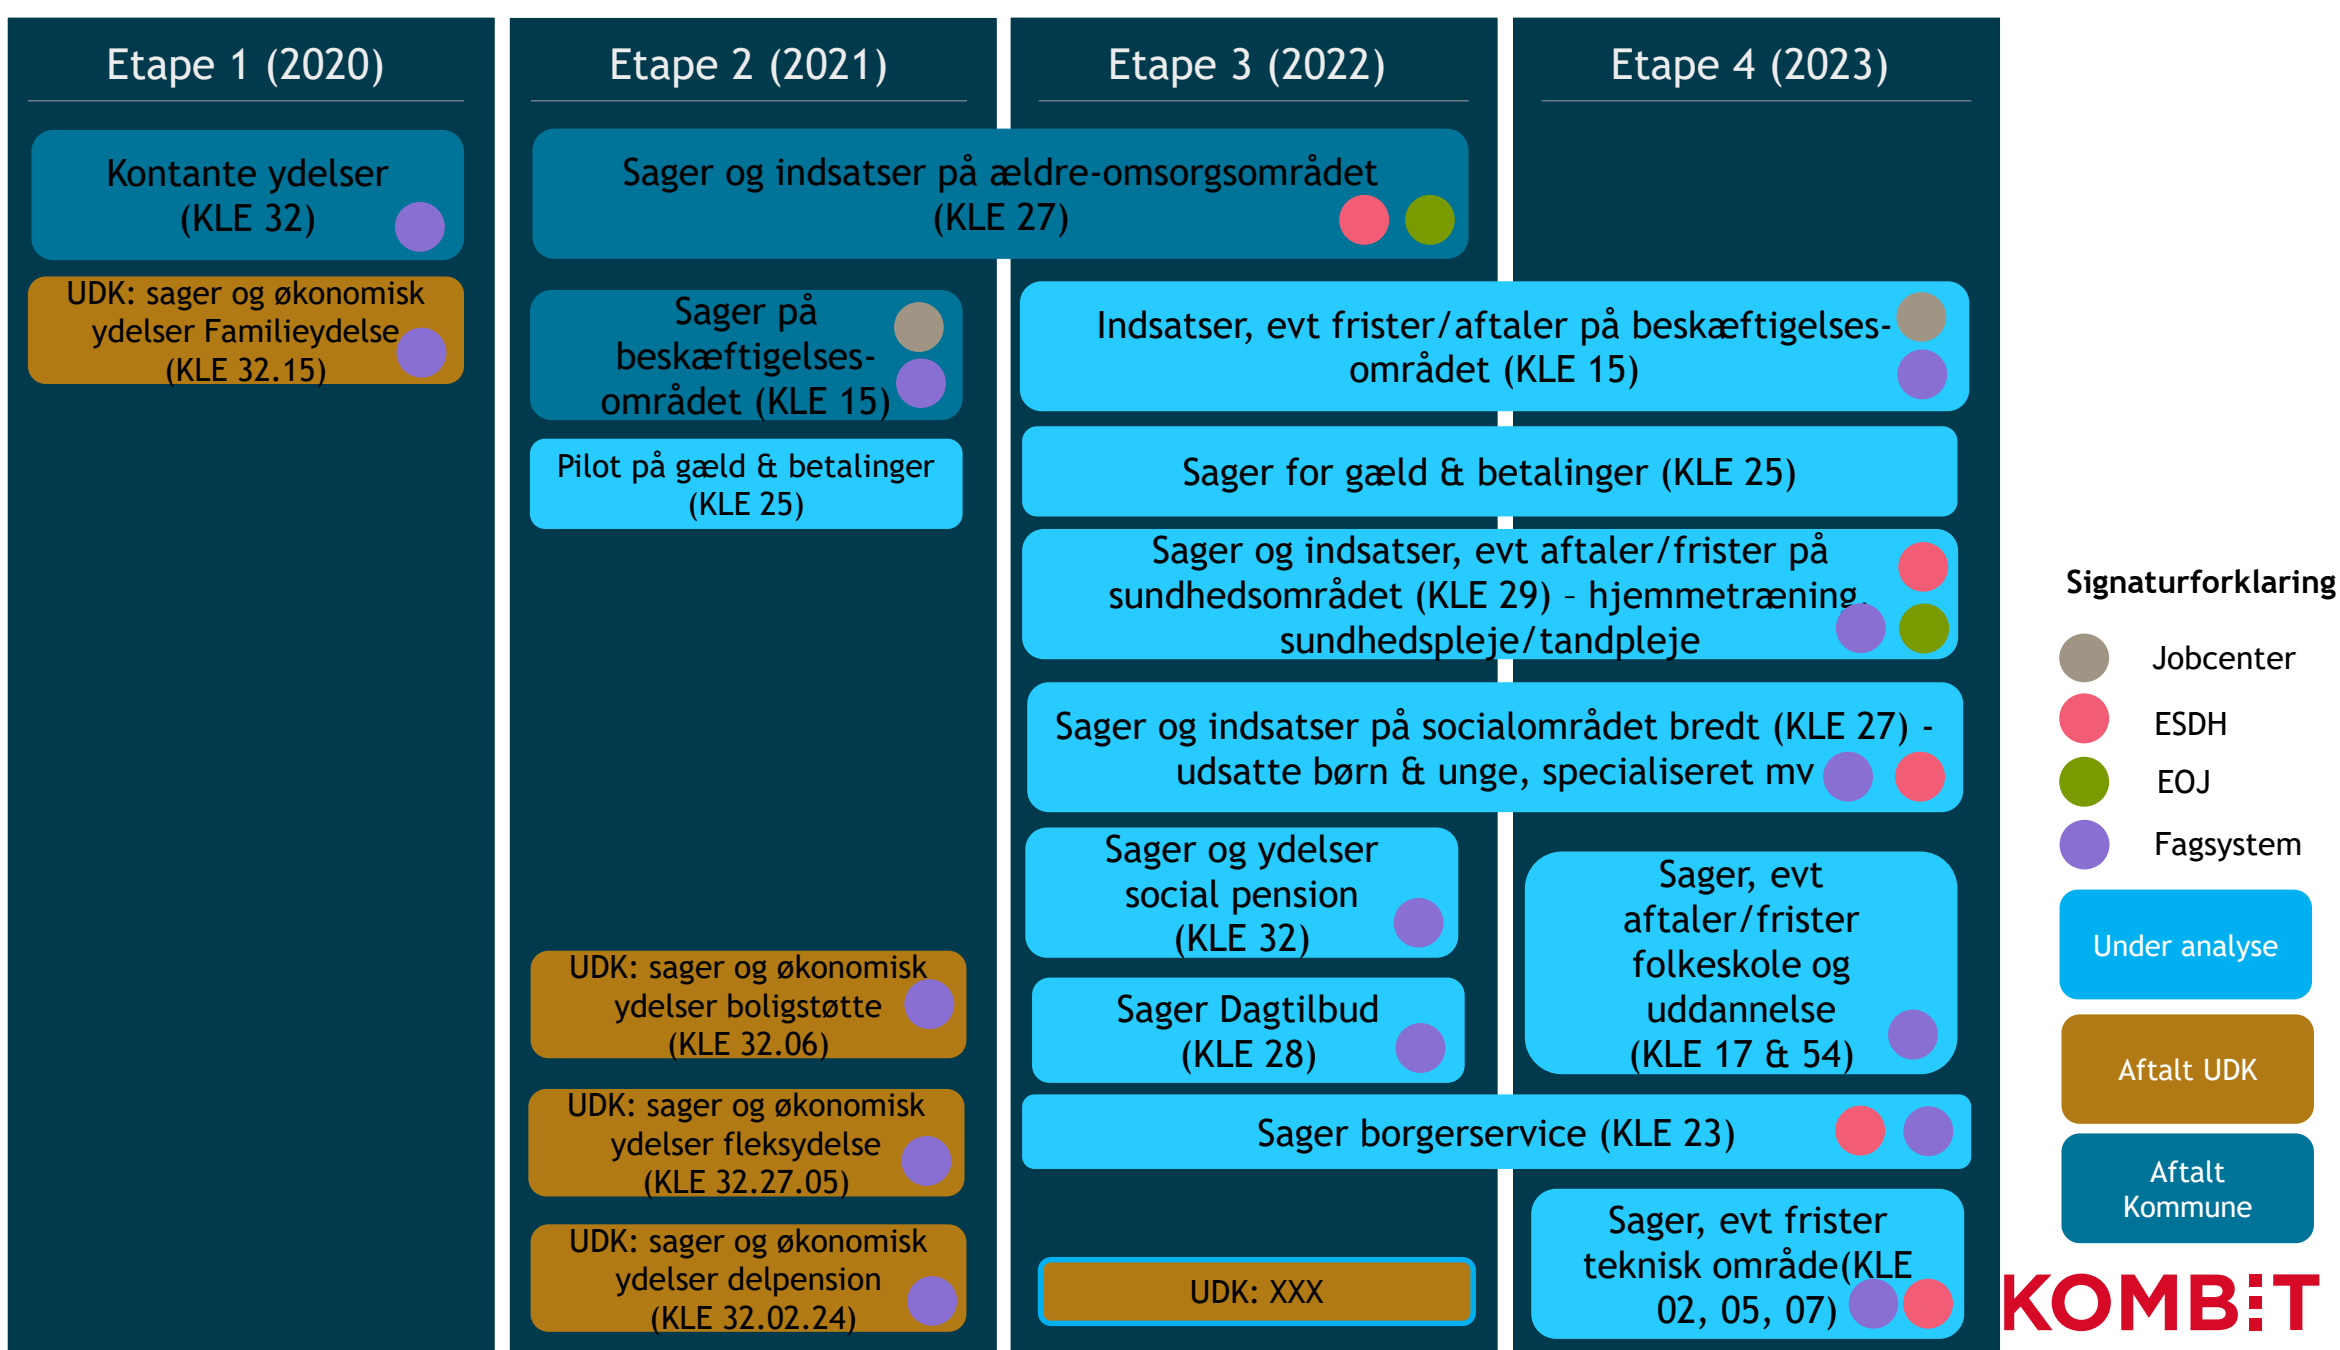 Etape 1 (2020)
Kontante ydelser
(KLE 32)
UDK: sager og økonomisk
ydelser Familieydelse
(KLE 32.15)
Etape 2 (2021)
Sager og indsatser på ældre-omsorgsområdet
(KLE 27)
Sager på
beskæftigelses-
området (KLE 15)
Pilot på gæld & betalinger
(KLE 25)
UDK: sager og økonomisk
ydelser boligstøtte
(KLE 32.06)
UDK: sager og økonomisk
ydelser fleksydelse
(KLE 32.27.05)
UDK: sager og økonomisk
ydelser delpension
(KLE 32.02.24)
Etape 3 (2022)
Etape 4 (2023)
Indsatser, evt frister/aftaler på beskæftigelses-
området (KLE 15)
Sager for gæld & betalinger (KLE 25)
Sager og indsatser, evt aftaler/frister på
sundhedsområdet (KLE 29) – hjemmetræning,
sundhedspleje/tandpleje
Sager og indsatser på socialområdet bredt (KLE 27) -
udsatte børn & unge, specialiseret mv
Sager og ydelser
social pension
(KLE 32)
Sager Dagtilbud
(KLE 28)
Sager, evt
aftaler/frister
folkeskole og
uddannelse
(KLE 17 & 54)
Sager borgerservice (KLE 23)
UDK: XXX
Sager, evt frister
teknisk område(KLE
02, 05, 07)
Signaturforklaring
Jobcenter
ESDH
EOJ
Fagsystem
Under analyse
Aftalt UDK
Aftalt
Kommune
KOMBIT